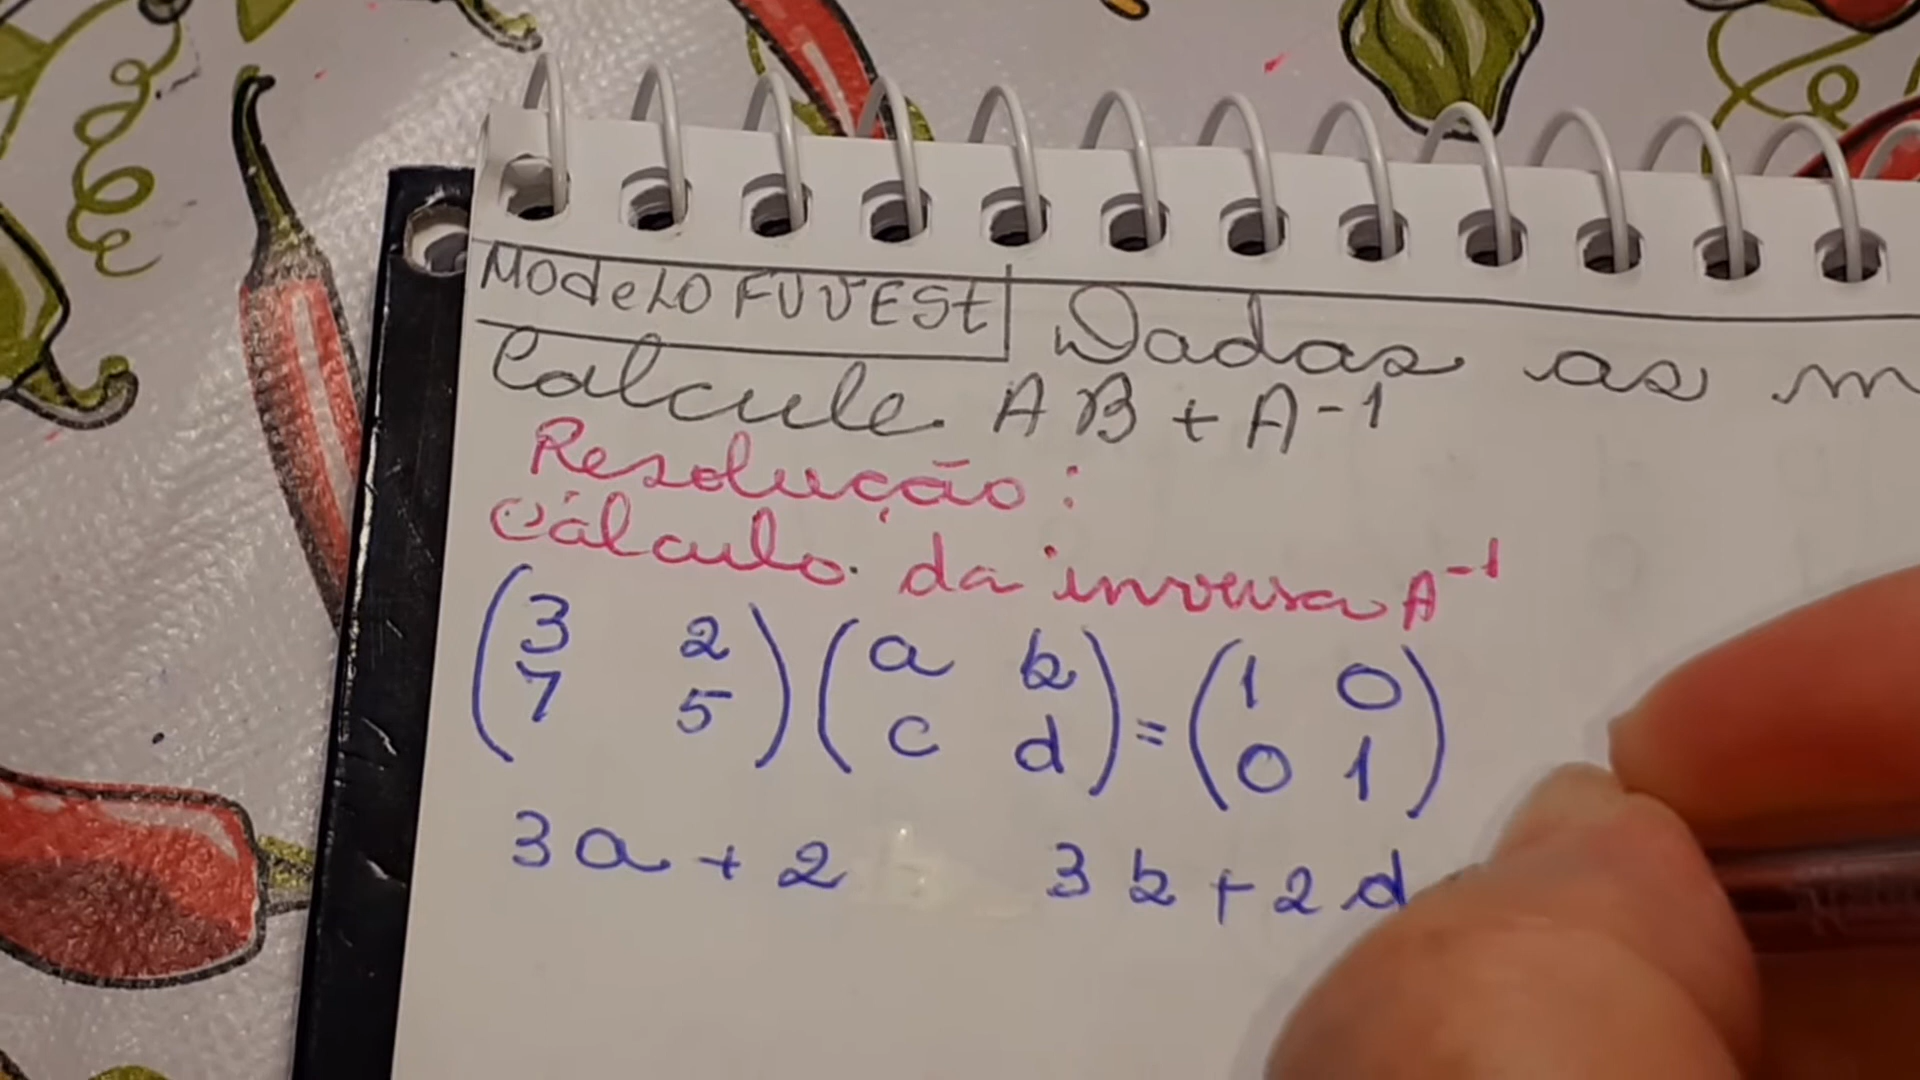 Modelo FUVESt Dadas as m
Calcule AB + A-1
Resolução:
Cálculo da inversa A-1
(3 2) (a b) = (1 0)
(7 5) (c d) (0 1)
3a + 2 3b + 2d